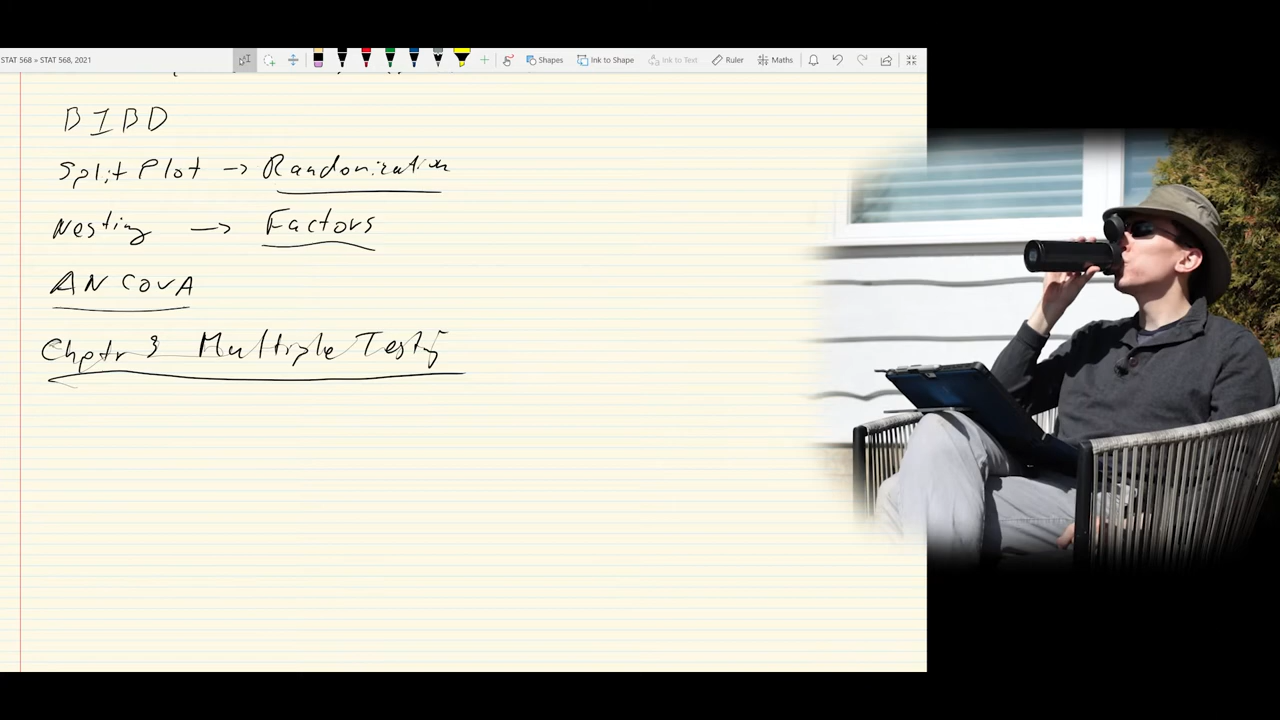 STAT 568 » STAT 568, 2021
Shapes Ink to Shape Ink to Text Ruler Maths
BIBD
Split Plot → Randomization
Nesting → Factors
ANCOVA
Chptr 3 Multiple Testing